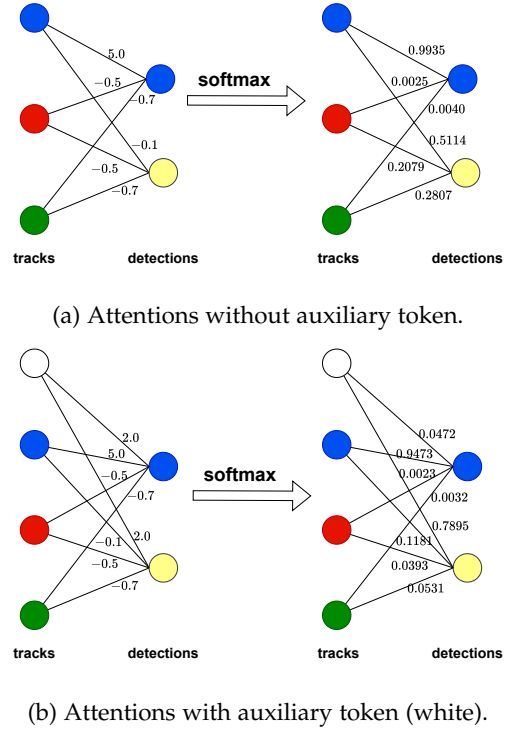 5.0
−0.5
−0.7
−0.1
−0.5
−0.7
tracks
detections
softmax
0.9935
0.0025
0.0040
0.5114
0.2079
0.2807
tracks
detections
(a) Attentions without auxiliary token.
2.0
5.0
−0.5
−0.7
2.0
−0.1
−0.5
−0.7
tracks
detections
softmax
0.0472
0.9473
0.0023
0.0032
0.7895
0.1181
0.0393
0.0531
tracks
detections
(b) Attentions with auxiliary token (white).